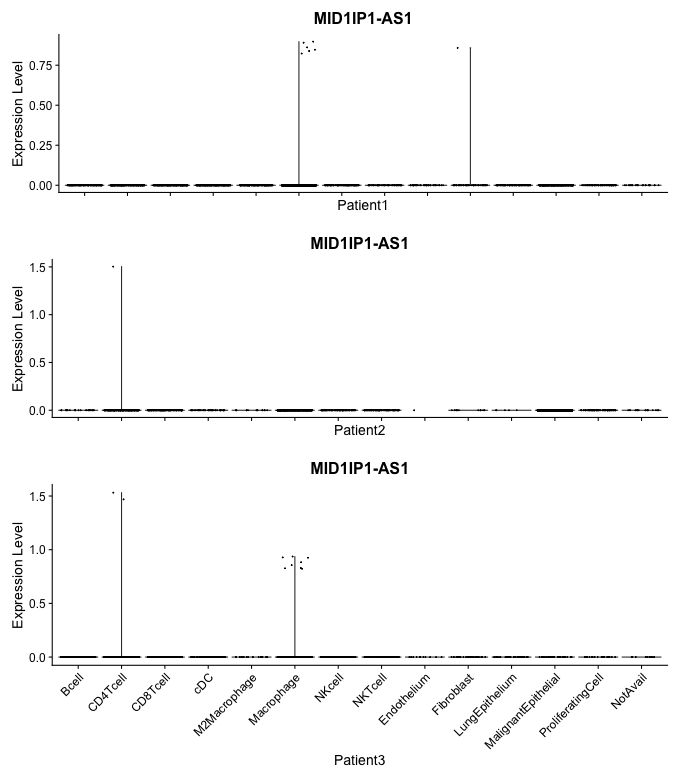 MID1IP1-AS1
Expression Level
0.75
0.50
0.25
0.00
Patient1
MID1IP1-AS1
Expression Level
1.5
1.0
0.5
0.0
Patient2
MID1IP1-AS1
Expression Level
1.5
1.0
0.5
0.0
Bcell
CD4Tcell
CD8Tcell
cDC
M2Macrophage
Macrophage
NKcell
NKTcell
Endothelium
Fibroblast
LungEpithelium
MalignantEpithelial
ProliferatingCell
NotAvail
Patient3